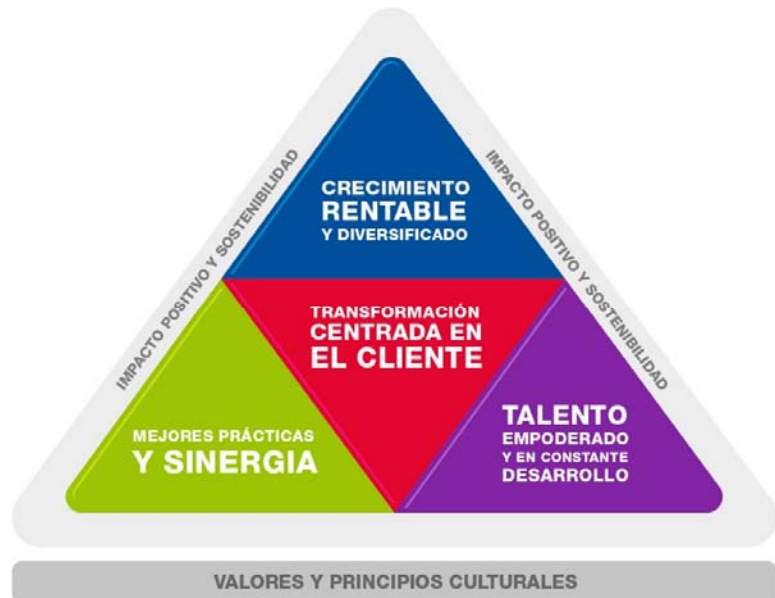 IMPACTO POSITIVO Y SOSTENIBILIDAD
IMPACTO POSITIVO Y SOSTENIBILIDAD
CRECIMIENTO
RENTABLE
Y DIVERSIFICADO
TRANSFORMACIÓN
CENTRADA EN
EL CLIENTE
MEJORES PRÁCTICAS
Y SINERGIA
TALENTO
EMPODERADO
Y EN CONSTANTE
DESARROLLO
VALORES Y PRINCIPIOS CULTURALES